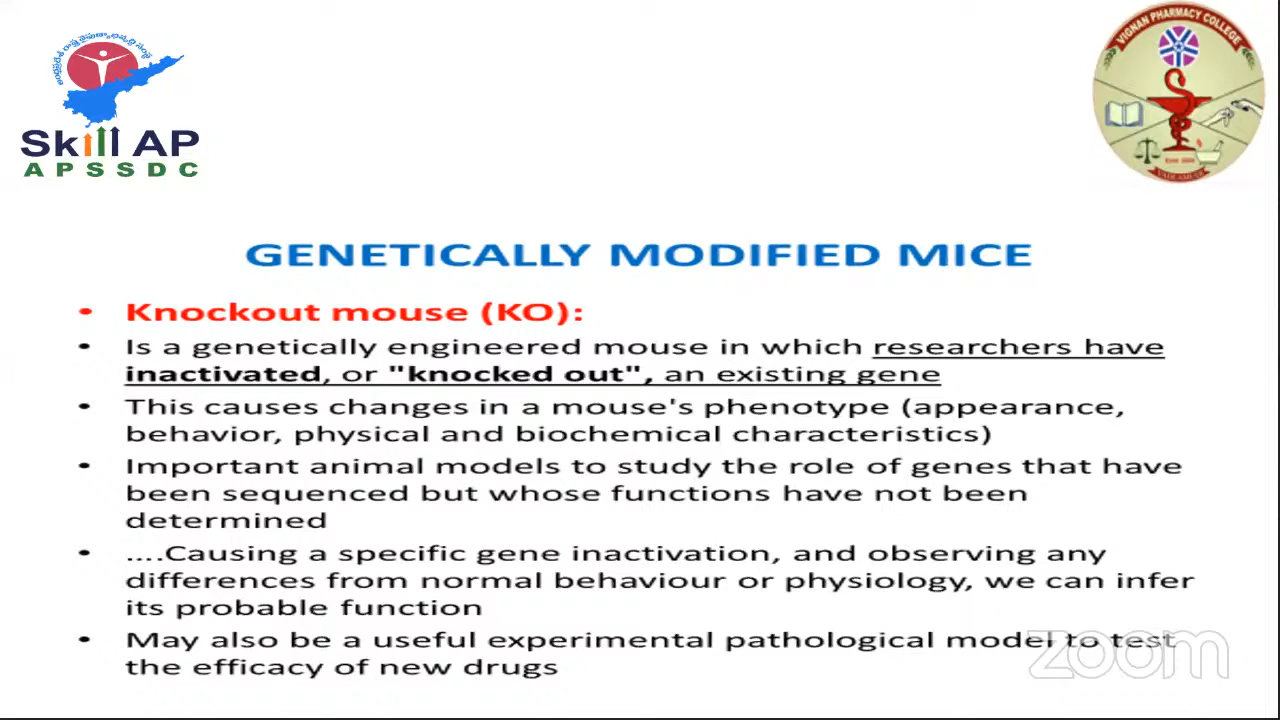 ఆంధ్రప్రదేశ్ రాష్ట్ర నైపుణ్యాభివృద్ధి సంస్థ
Skill AP
APSSDC
VIGNAN PHARMACY COLLEGE
GENETICALLY MODIFIED MICE
• Knockout mouse (KO):
• Is a genetically engineered mouse in which researchers have
inactivated, or "knocked out", an existing gene
• This causes changes in a mouse's phenotype (appearance,
behavior, physical and biochemical characteristics)
• Important animal models to study the role of genes that have
been sequenced but whose functions have not been
determined
• ....Causing a specific gene inactivation, and observing any
differences from normal behaviour or physiology, we can infer
its probable function
• May also be a useful experimental pathological model to test
the efficacy of new drugs
zoom